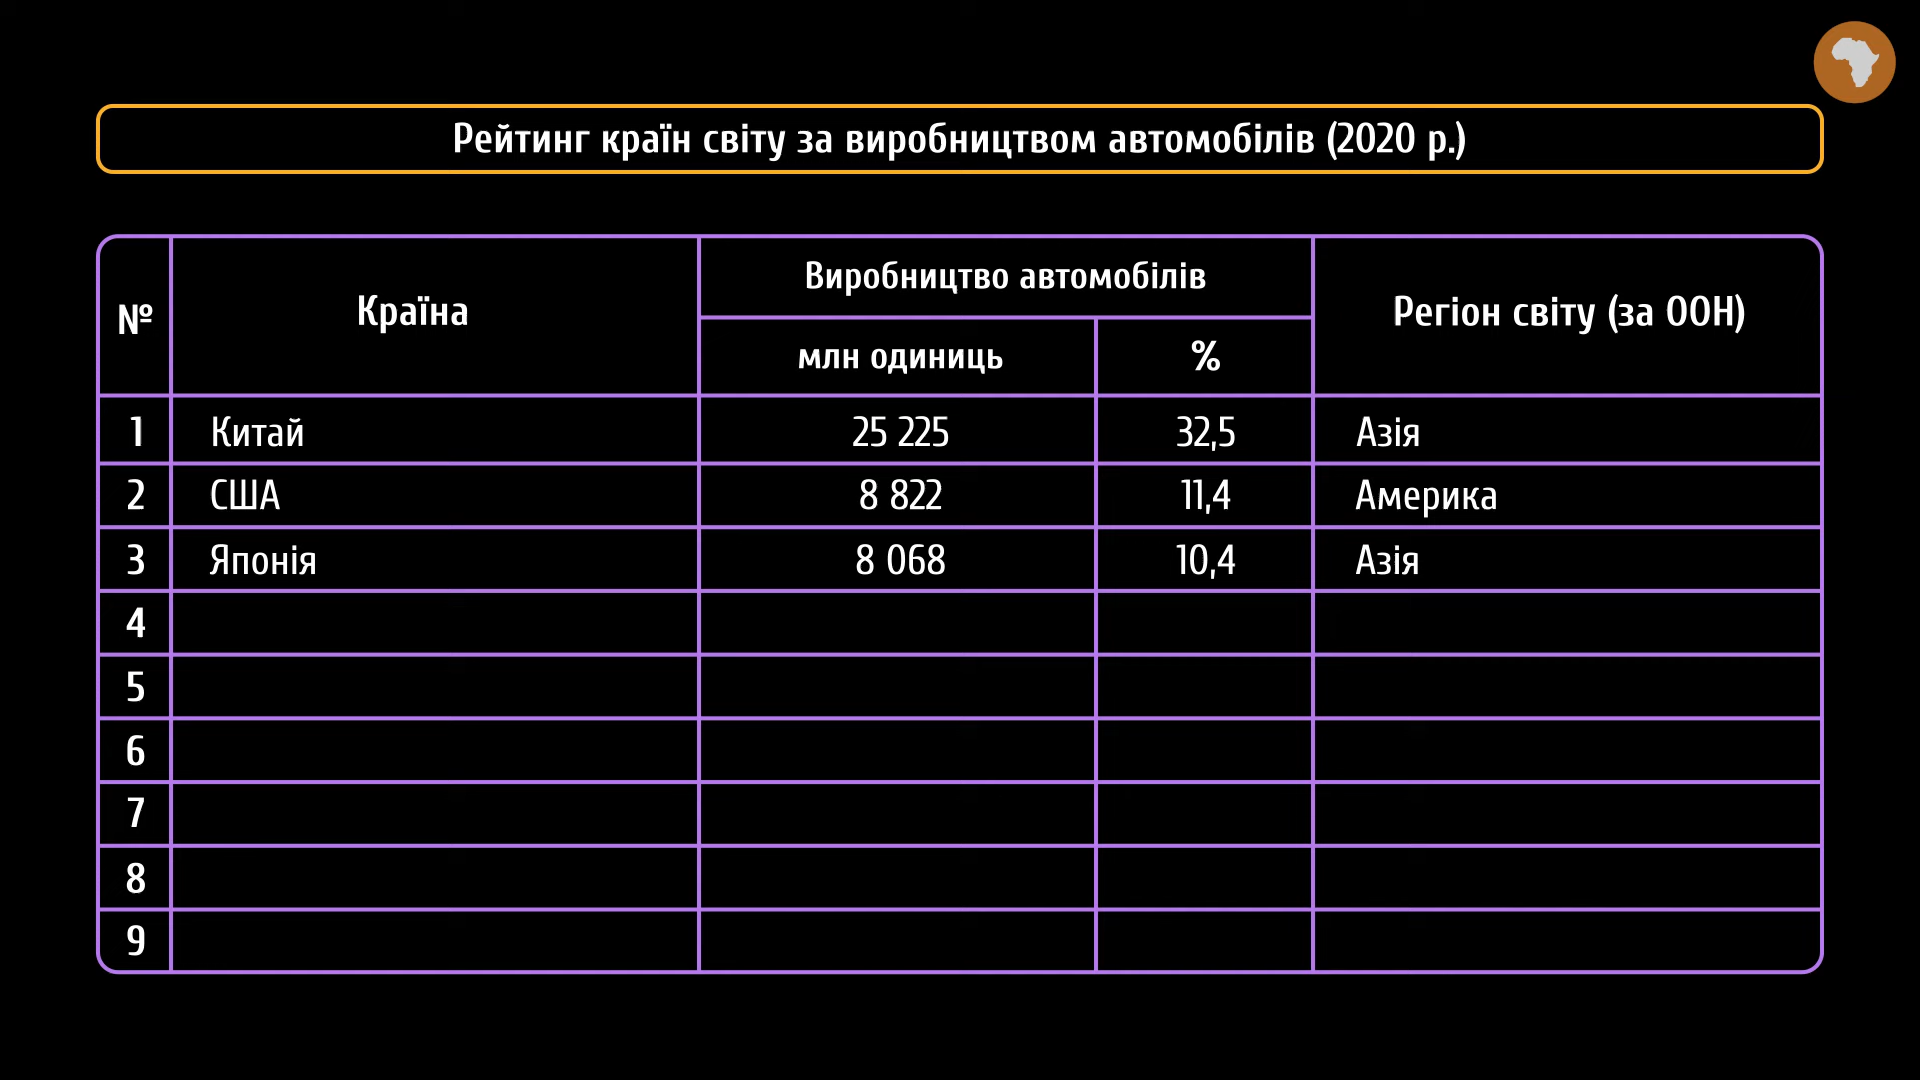 Рейтинг країн світу за виробництвом автомобілів (2020 р.)
№ Країна Виробництво автомобілів Регіон світу (за ООН)
млн одиниць %
1 Китай 25 225 32,5 Азія
2 США 8 822 11,4 Америка
3 Японія 8 068 10,4 Азія
4
5
6
7
8
9